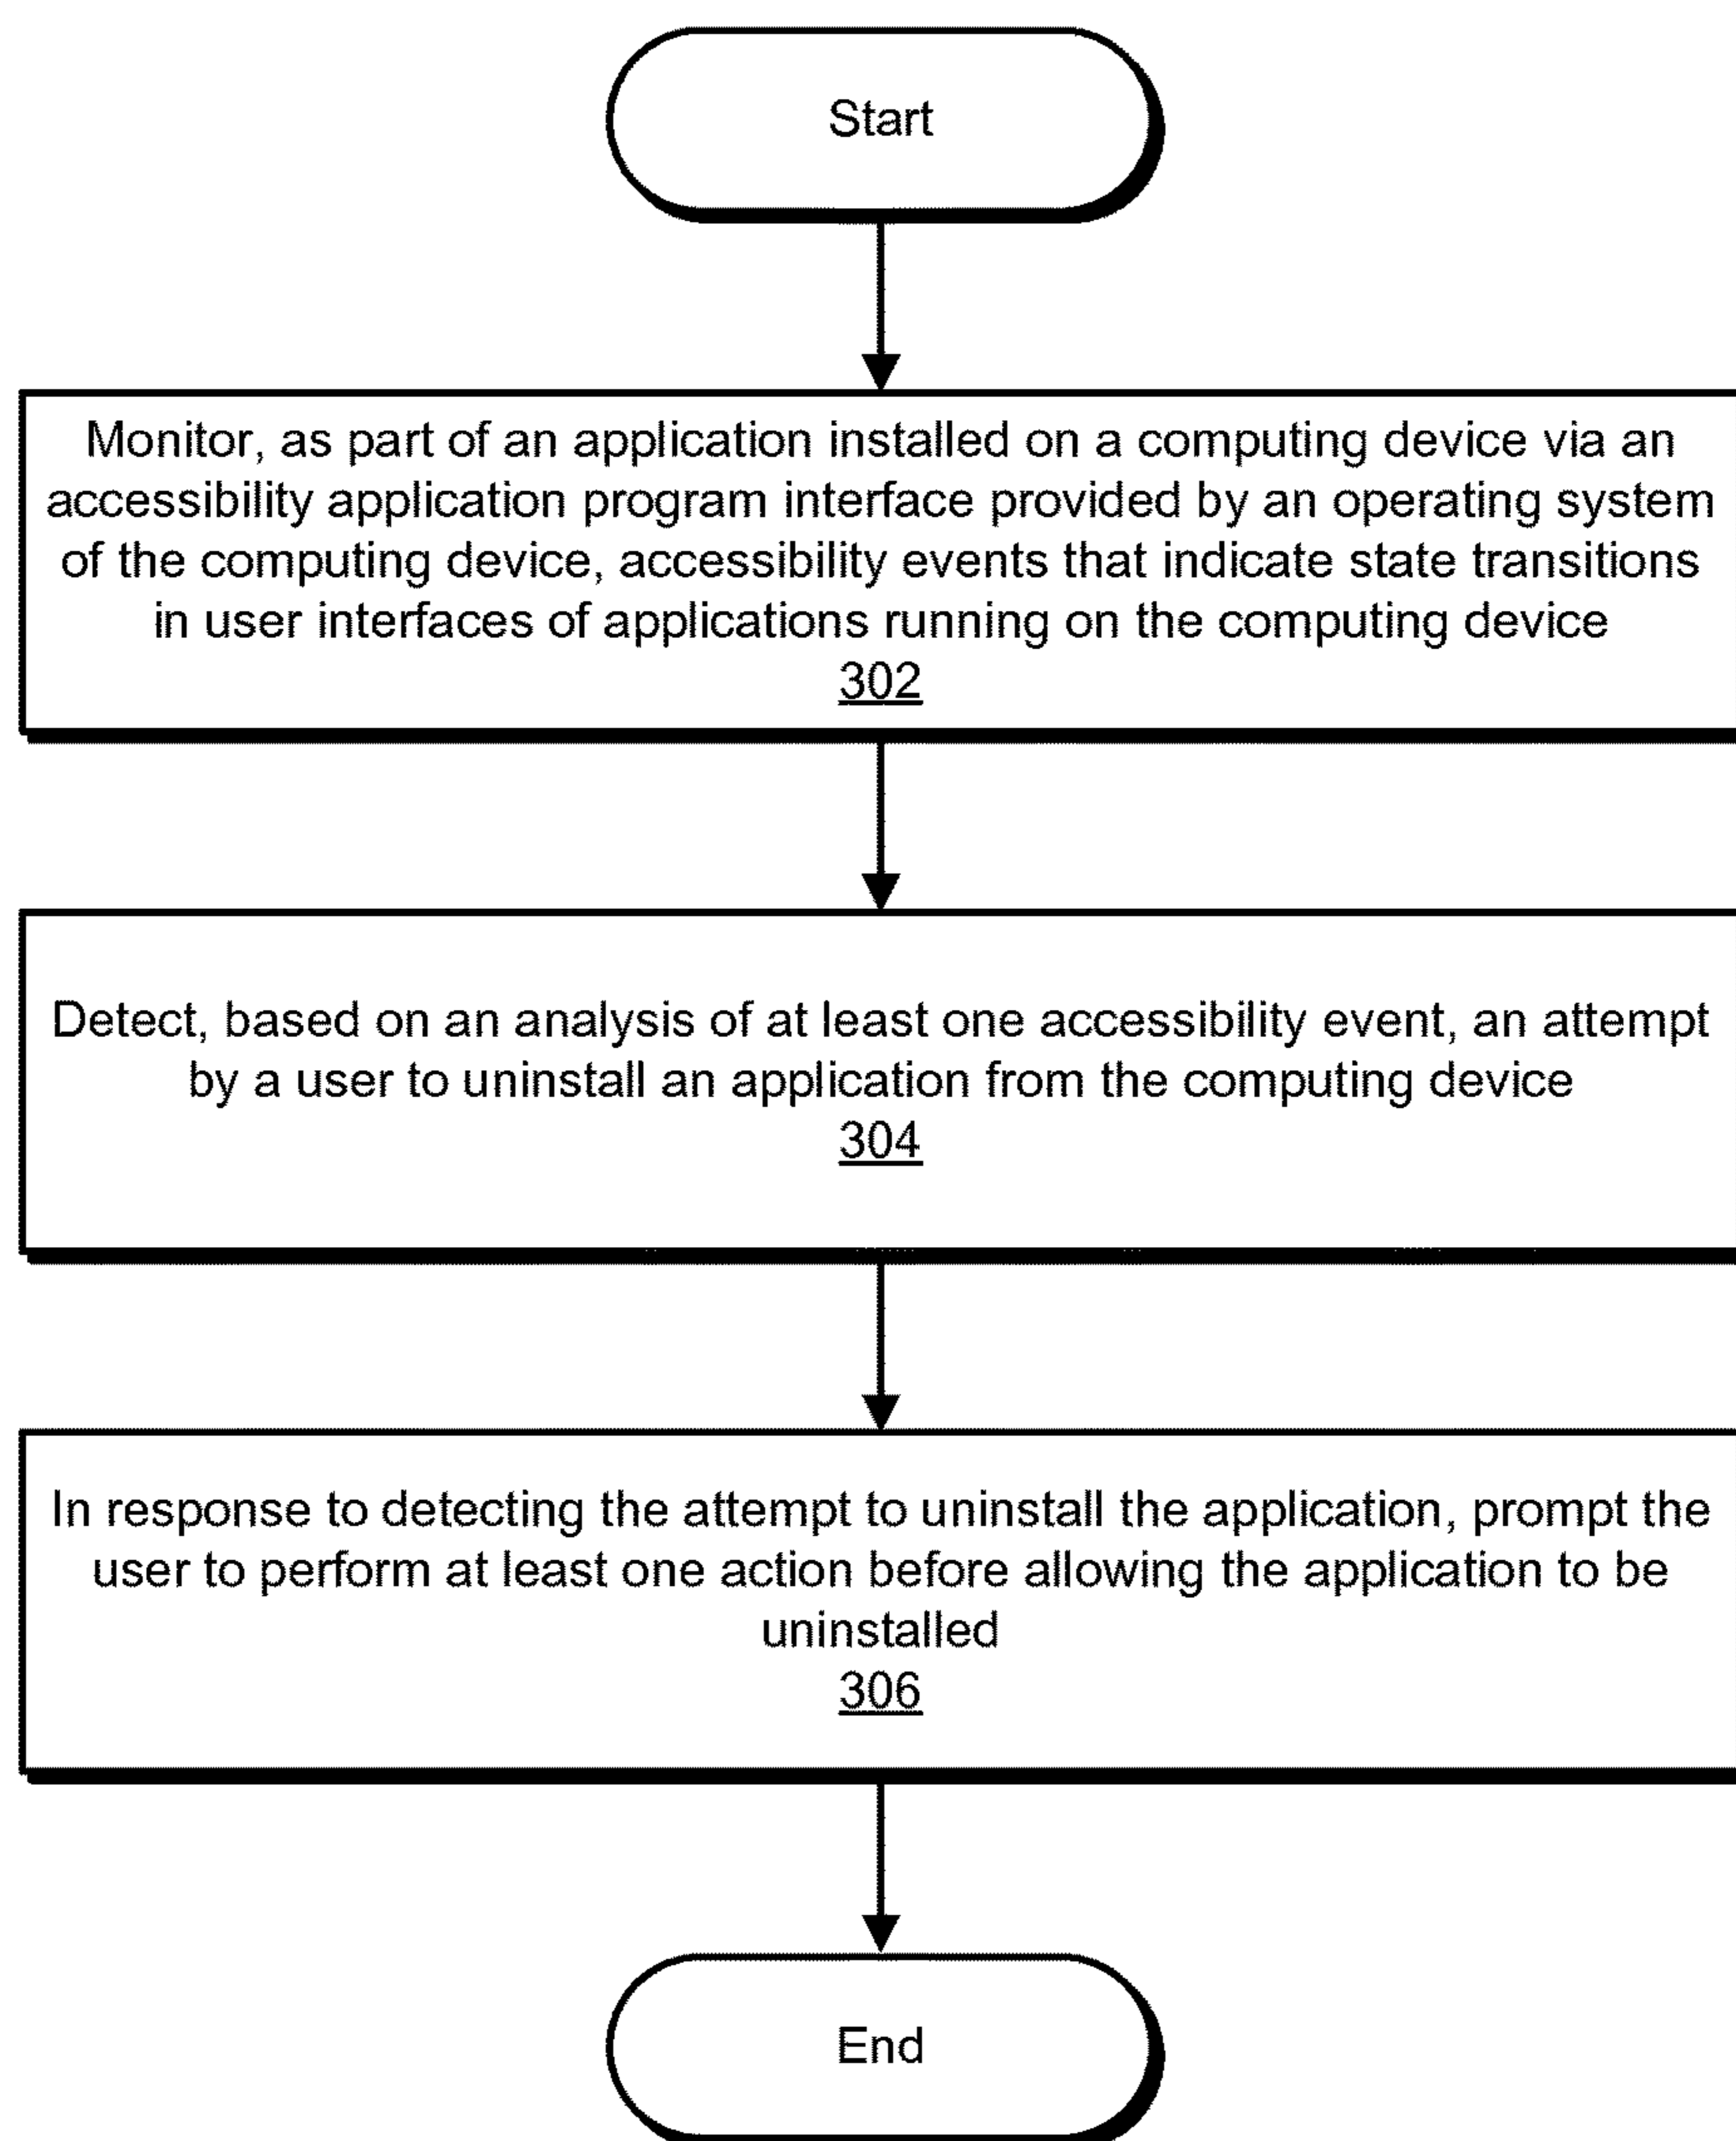 Start
Monitor, as part of an application installed on a computing device via an
accessibility application program interface provided by an operating system
of the computing device, accessibility events that indicate state transitions
in user interfaces of applications running on the computing device
302
Detect, based on an analysis of at least one accessibility event, an attempt
by a user to uninstall an application from the computing device
304
In response to detecting the attempt to uninstall the application, prompt the
user to perform at least one action before allowing the application to be
uninstalled
306
End